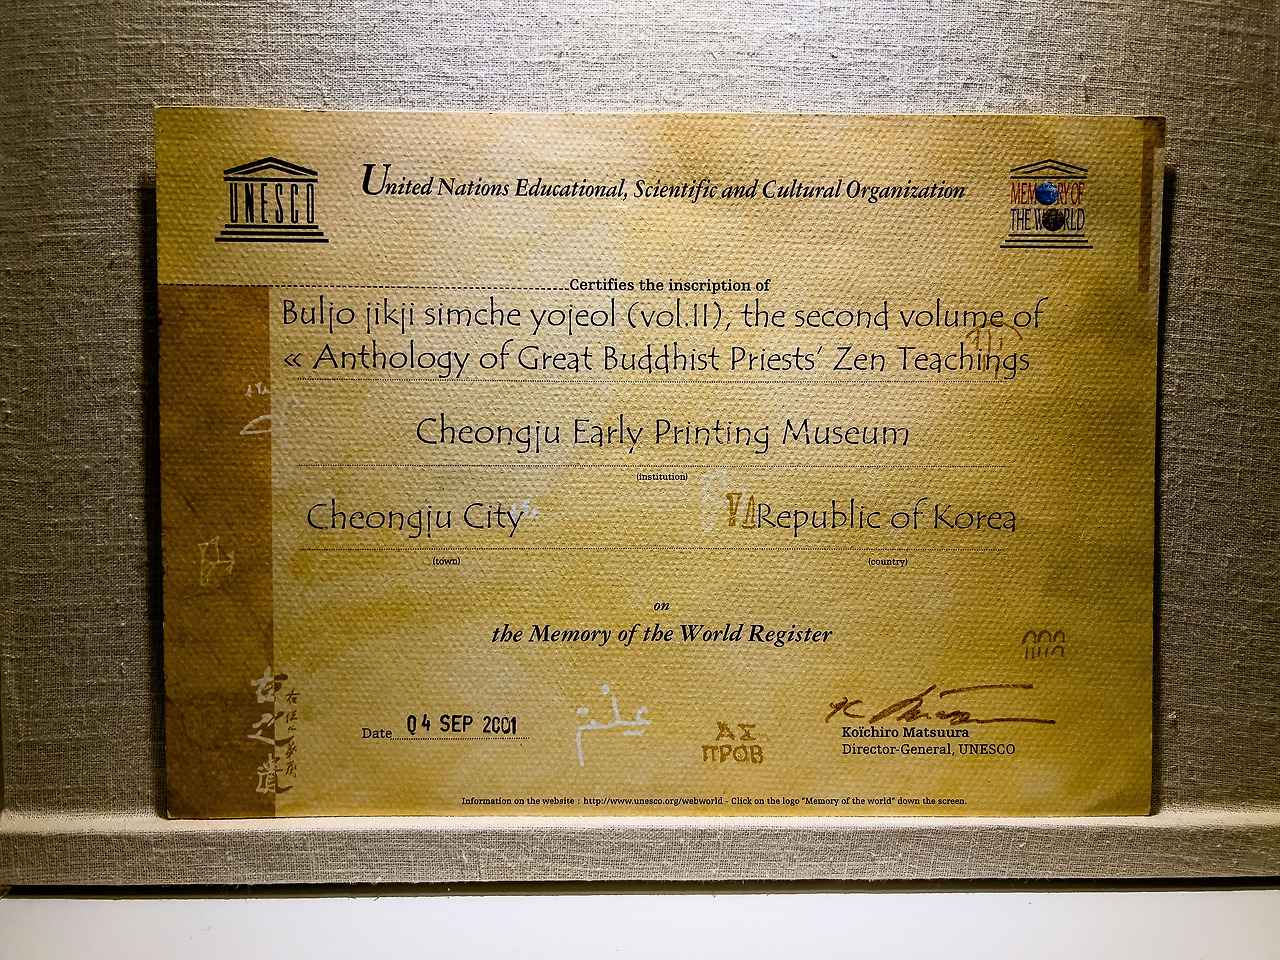 UNESCO
United Nations Educational, Scientific and Cultural Organization
MEMORY OF
THE WORLD
Certifies the inscription of
Buljo jikji simche yojeol (vol.II), the second volume of
« Anthology of Great Buddhist Priests' Zen Teachings
Cheongju Early Printing Museum
(institution)
Cheongju City
Republic of Korea
(town)
(country)
on
the Memory of the World Register
Date 04 SEP 2001
ΑΣ
ΠΡΟΒ
Koïchiro Matsuura
Director-General, UNESCO
Information on the website : http://www.unesco.org/webworld - Click on the logo "Memory of the world" down the screen.